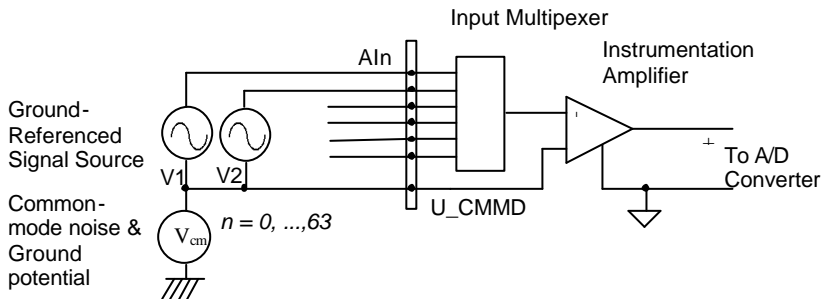 Input Multipexer
Instrumentation
Amplifier
AIn
Ground-
Referenced
Signal Source
V1
V2
+
To A/D
Converter
U_CMMD
Common-
mode noise &
Ground
potential
Vcm
n = 0, ...,63